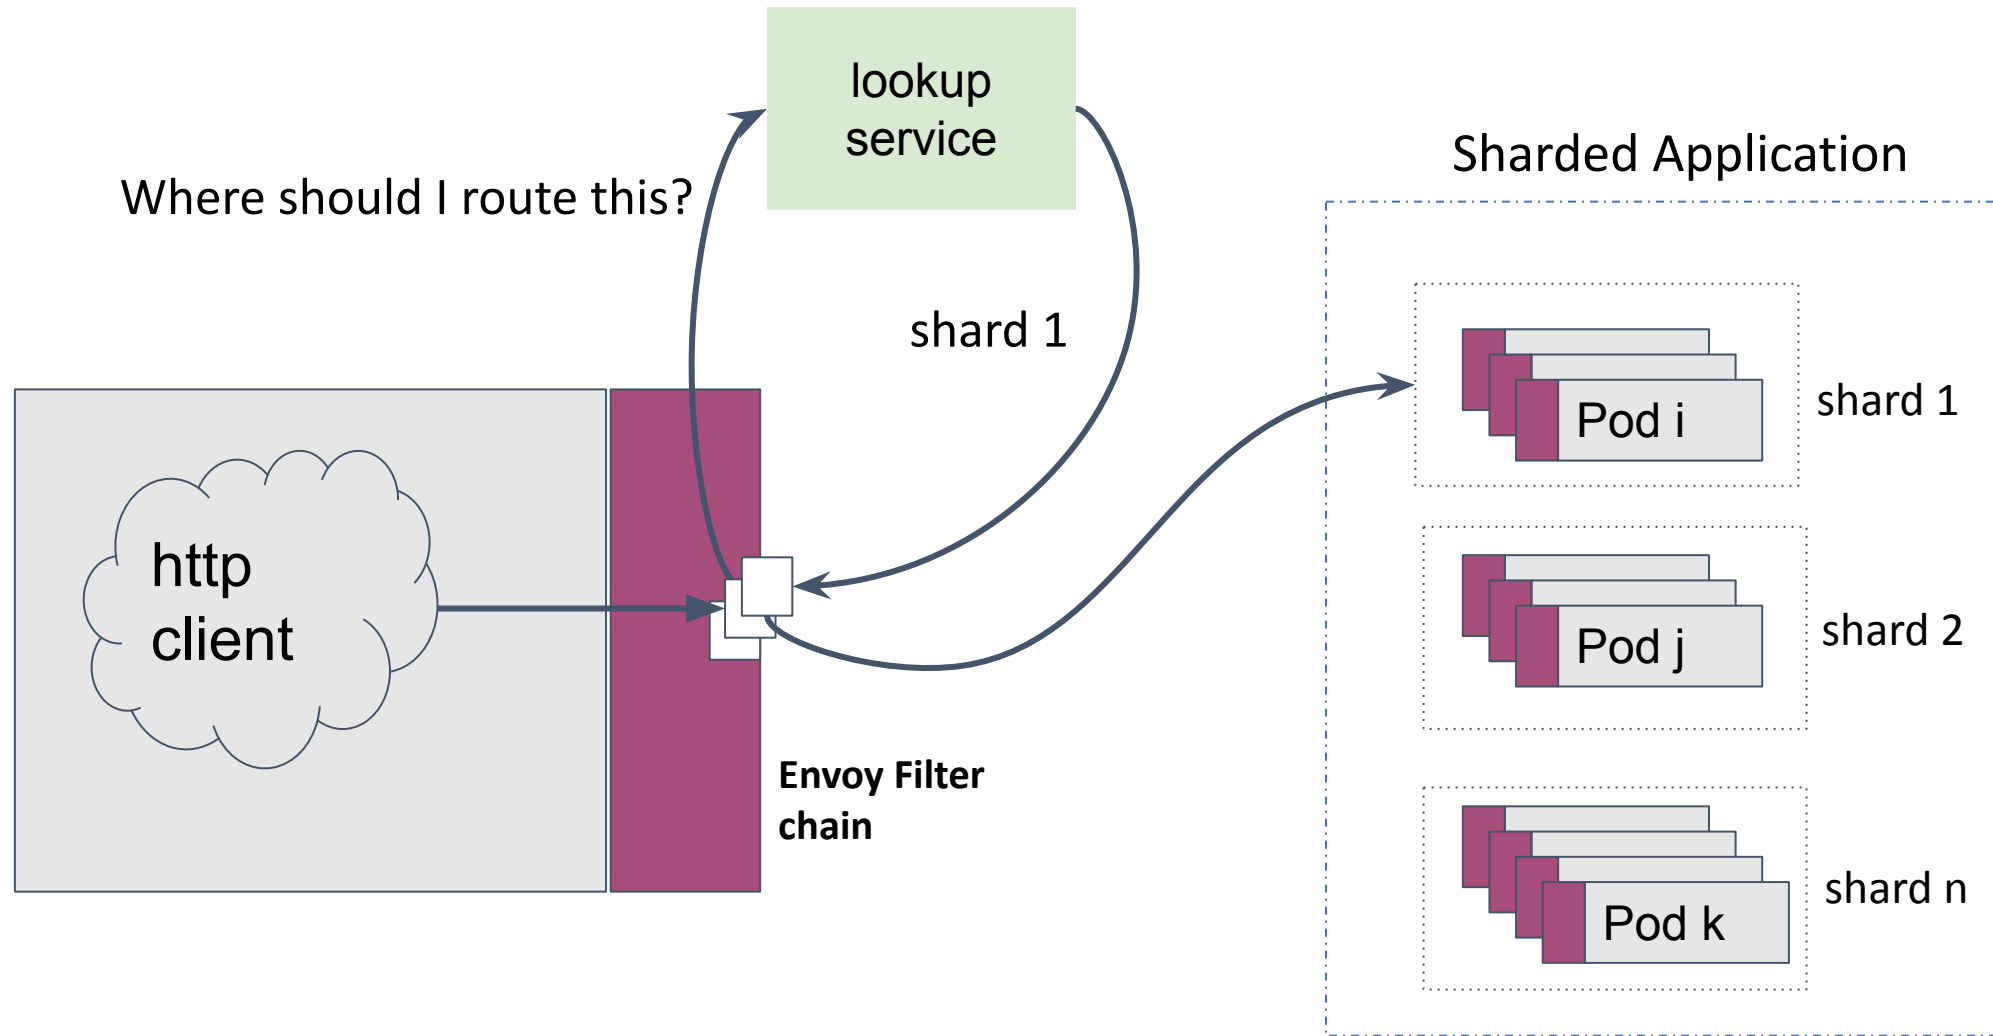 lookup
service
Where should I route this?
Sharded Application
shard 1
Pod i
shard 1
http
client
Pod j
shard 2
Envoy Filter
chain
Pod k
shard n